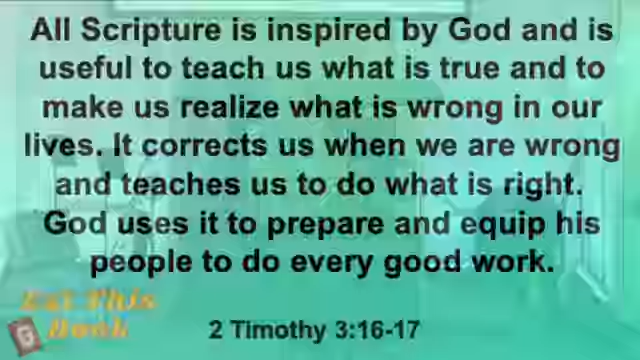 All Scripture is inspired by God and is
useful to teach us what is true and to
make us realize what is wrong in our
lives. It corrects us when we are wrong
and teaches us to do what is right.
God uses it to prepare and equip his
people to do every good work.
Eat This
Book
2 Timothy 3:16-17